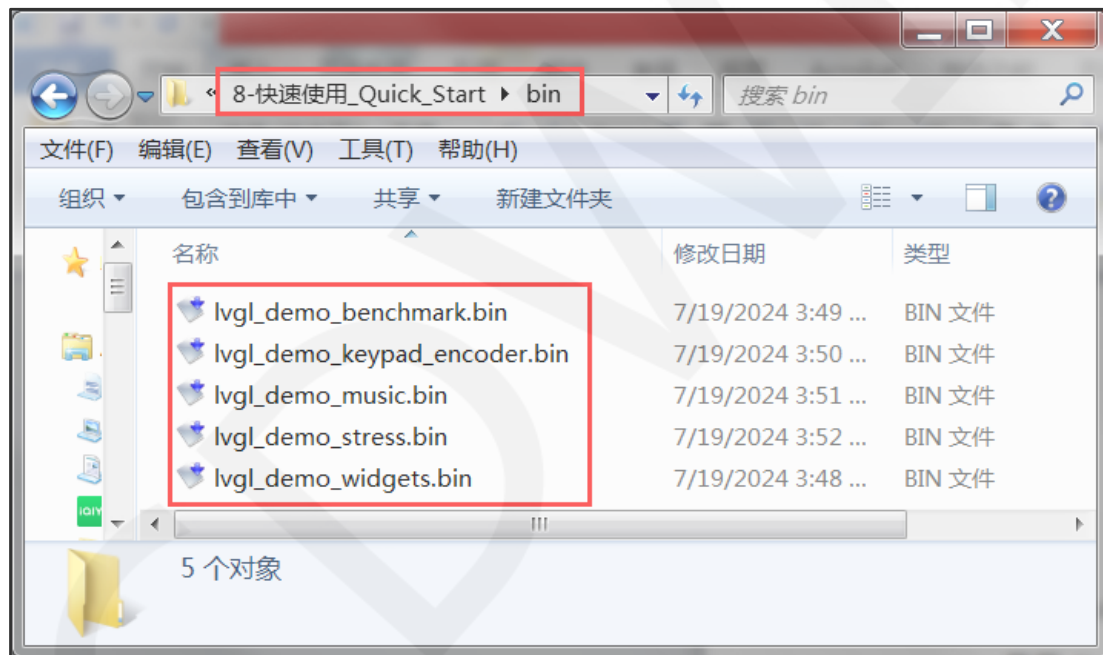 « 8-快速使用_Quick_Start ▸ bin
搜索 bin
文件(F) 编辑(E) 查看(V) 工具(T) 帮助(H)
组织 包含到库中 共享 新建文件夹
名称 修改日期 类型
lvgl_demo_benchmark.bin 7/19/2024 3:49 ... BIN 文件
lvgl_demo_keypad_encoder.bin 7/19/2024 3:50 ... BIN 文件
lvgl_demo_music.bin 7/19/2024 3:51 ... BIN 文件
lvgl_demo_stress.bin 7/19/2024 3:52 ... BIN 文件
lvgl_demo_widgets.bin 7/19/2024 3:48 ... BIN 文件
5 个对象